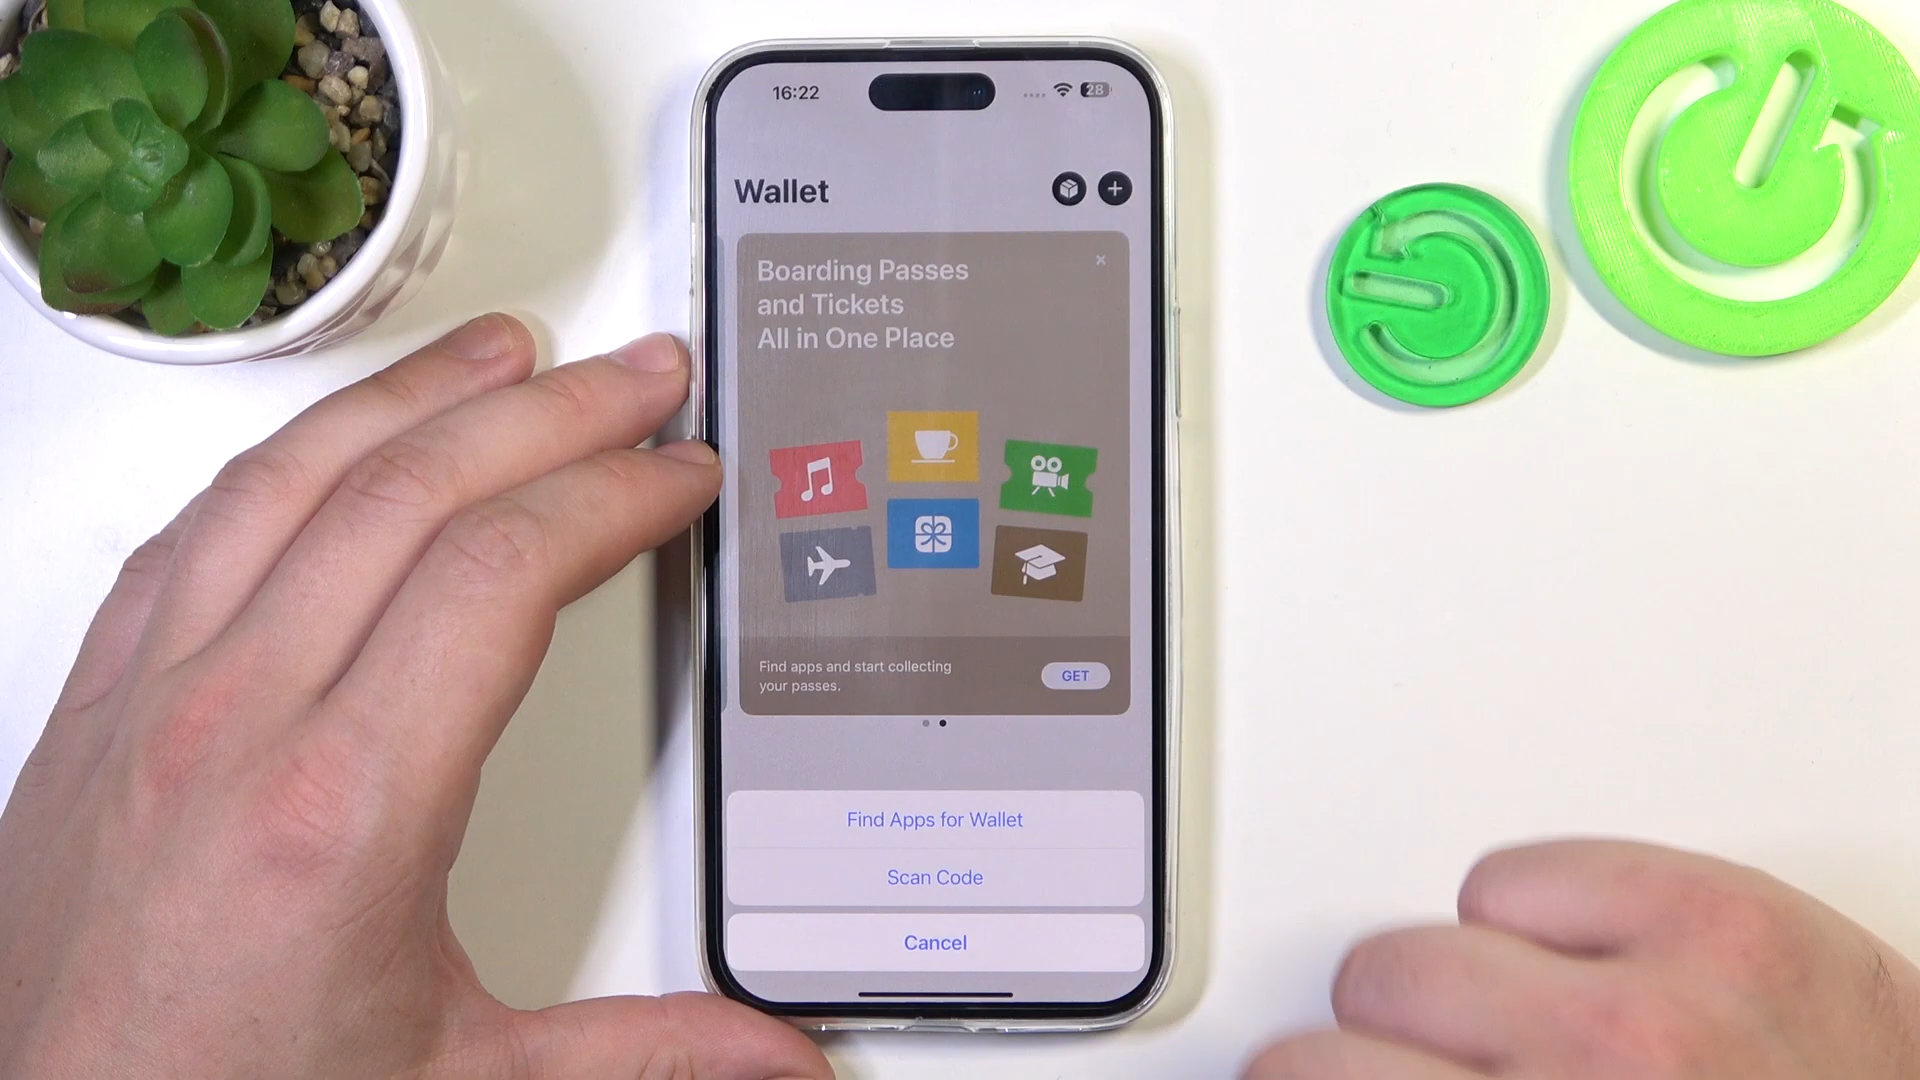 16:22
28
Wallet
Boarding Passes
and Tickets
All in One Place
Find apps and start collecting
your passes.
GET
Find Apps for Wallet
Scan Code
Cancel